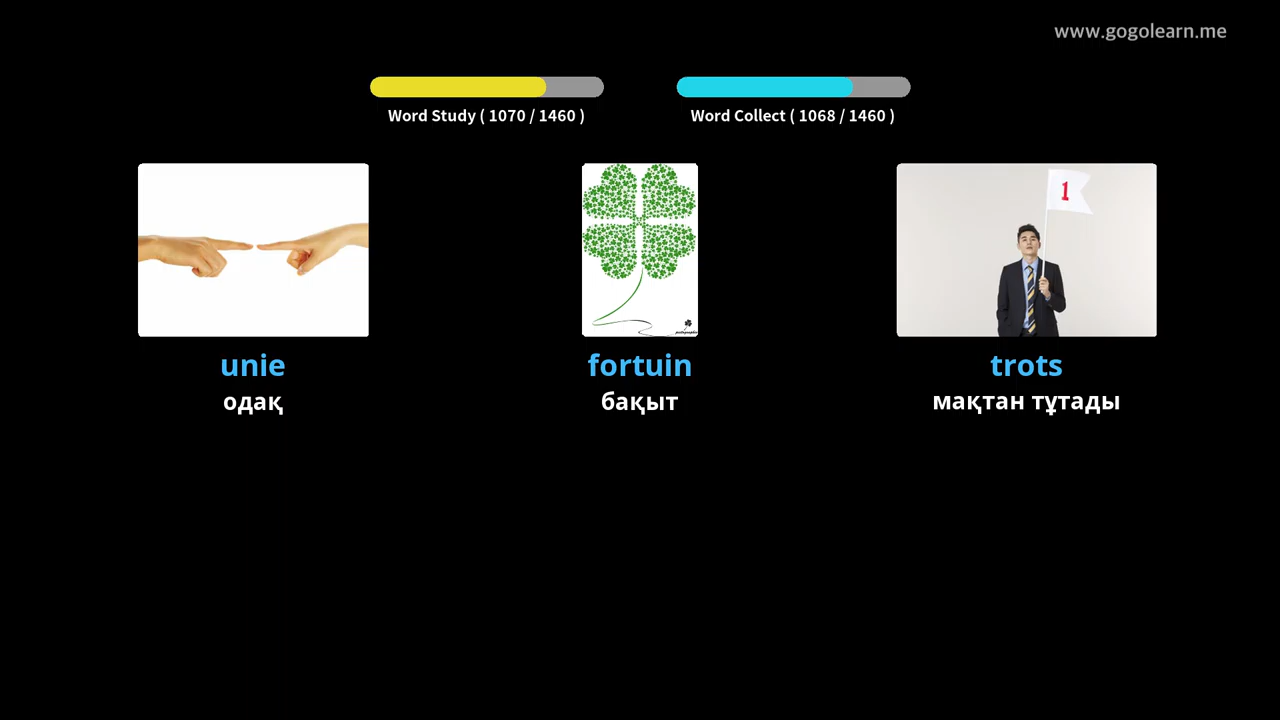 www.gogolearn.me
Word Study ( 1070 / 1460 )
Word Collect ( 1068 / 1460 )
1
unie
fortuin
trots
одақ
бақыт
мақтан тұтады